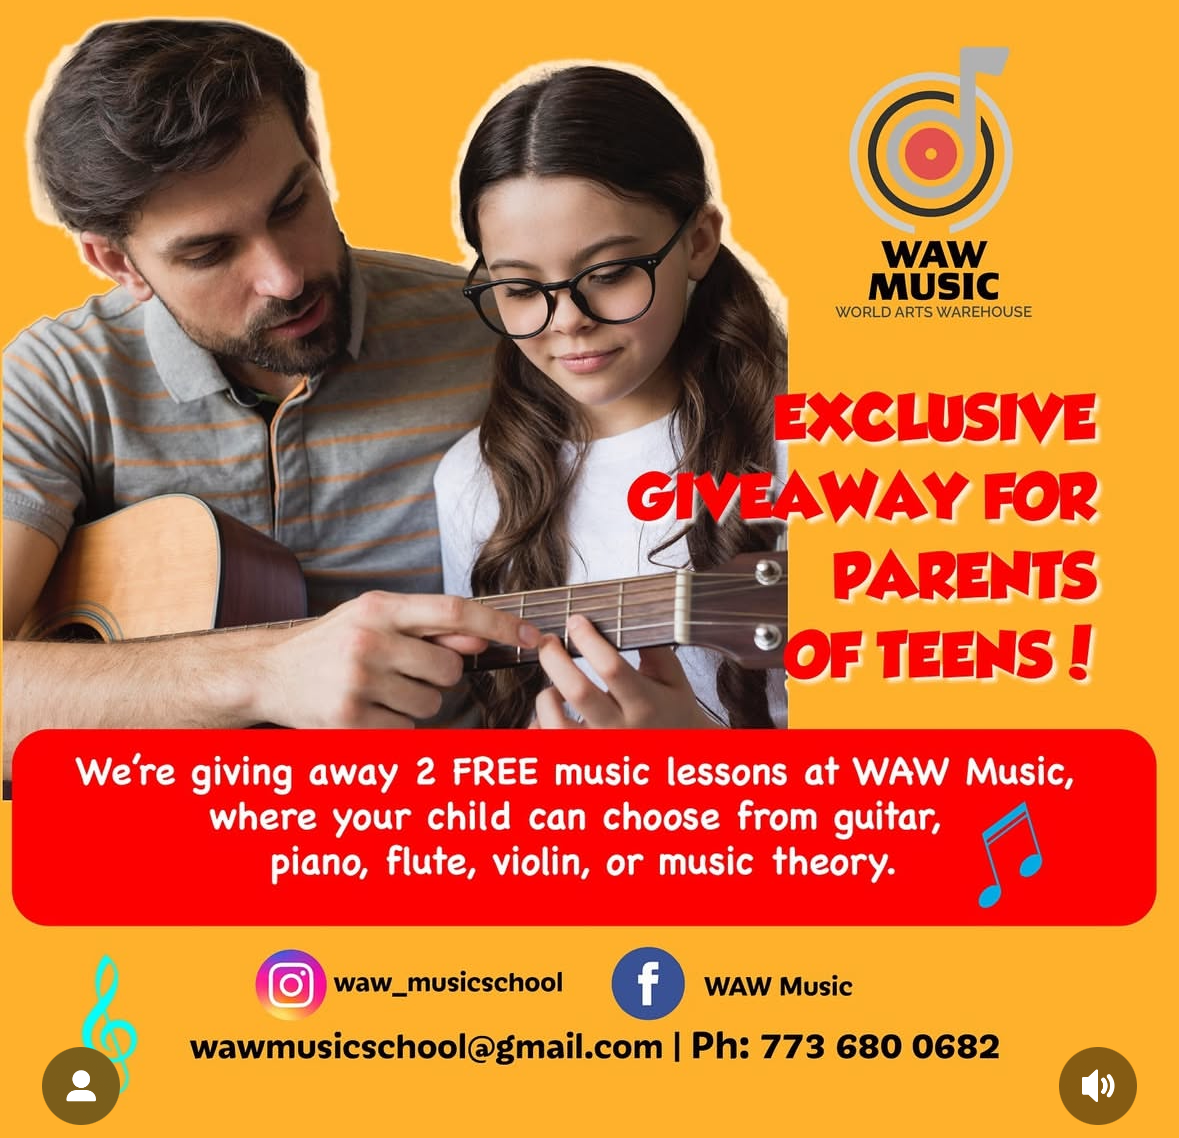 WAW
MUSIC
WORLD ARTS WAREHOUSE
EXCLUSIVE
GIVEAWAY FOR
PARENTS
OF TEENS!
We're giving away 2 FREE music lessons at WAW Music,
where your child can choose from guitar,
piano, flute, violin, or music theory.
waw_musicschool
WAW Music
wawmusicschool@gmail.com | Ph: 773 680 0682